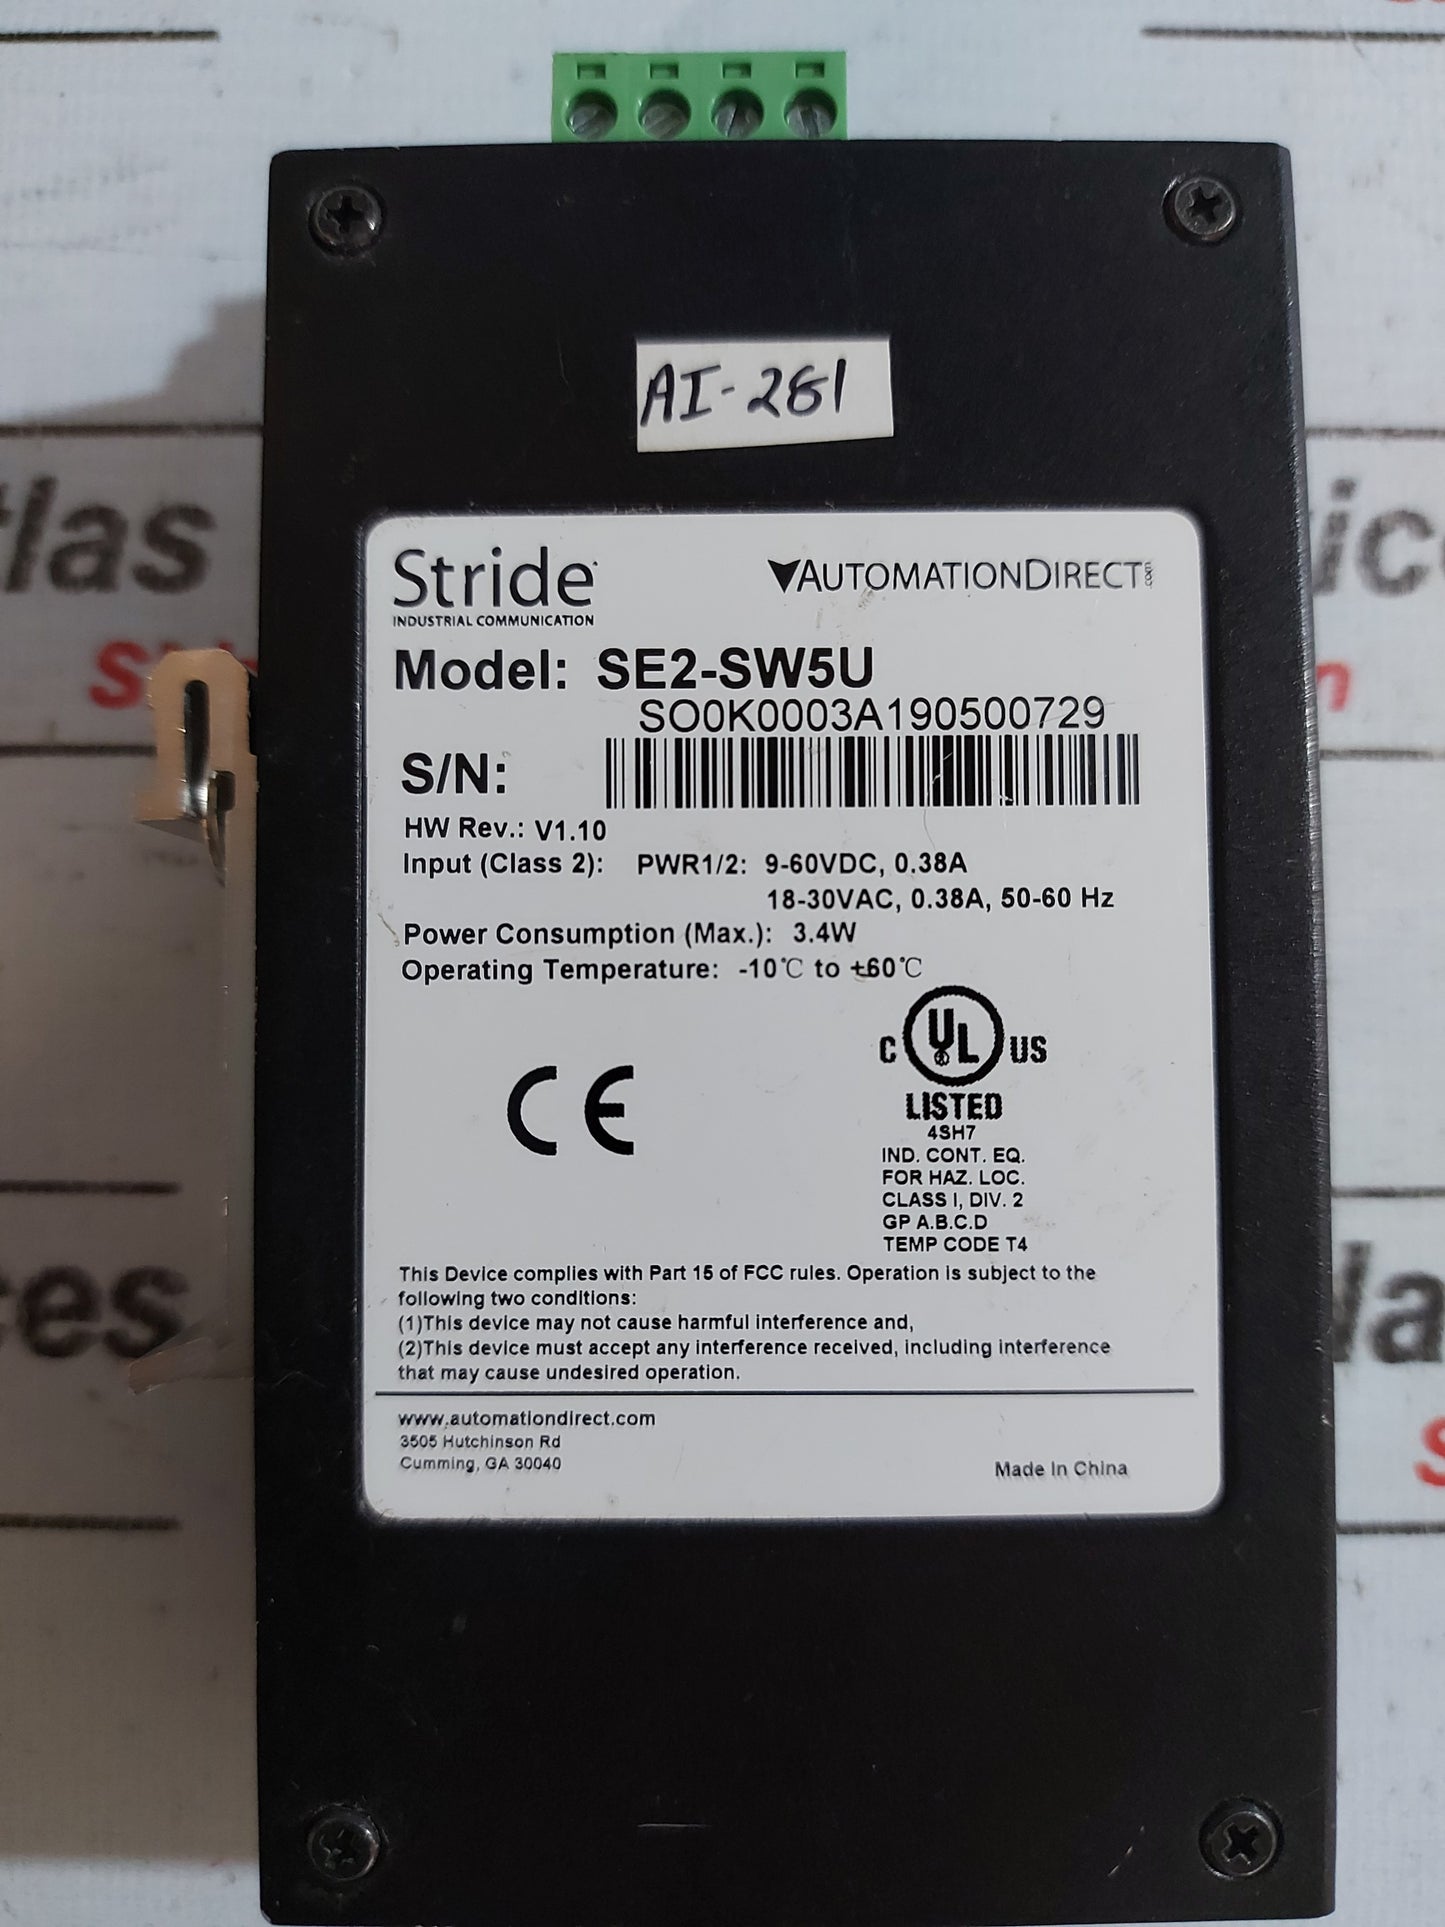 AI-281
tlas
ices
Stride
INDUSTRIAL COMMUNICATION
AUTOMATIONDIRECT.com
Model: SE2-SW5U
SO0K0003A190500729
S/N:
HW Rev.: V1.10
Input (Class 2): PWR1/2: 9-60VDC, 0.38A
18-30VAC, 0.38A, 50-60 Hz
Power Consumption (Max.): 3.4W
Operating Temperature: -10℃ to +60℃
CE
C UL US
LISTED
4SH7
IND. CONT. EQ.
FOR HAZ. LOC.
CLASS I, DIV. 2
GP A.B.C.D
TEMP CODE T4
This Device complies with Part 15 of FCC rules. Operation is subject to the
following two conditions:
(1)This device may not cause harmful interference and,
(2)This device must accept any interference received, including interference
that may cause undesired operation.
www.automationdirect.com
3505 Hutchinson Rd
Cumming, GA 30040
Made In China